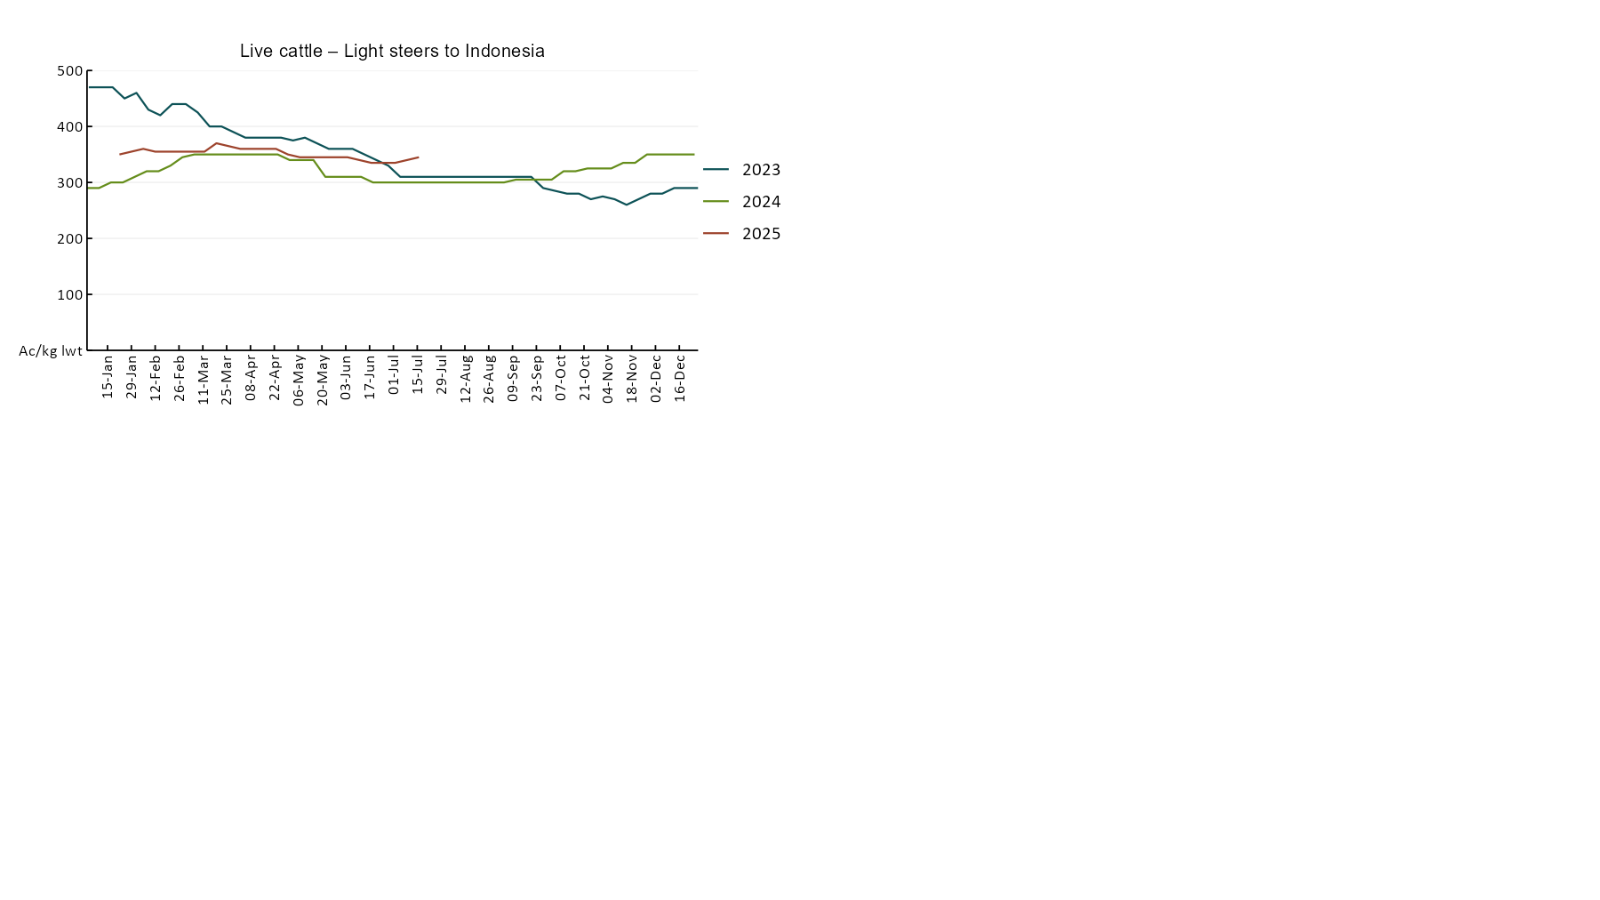 Live cattle – Light steers to Indonesia
500
400
300
200
100
Ac/kg lwt
15-Jan
29-Jan
12-Feb
26-Feb
11-Mar
25-Mar
08-Apr
22-Apr
06-May
20-May
03-Jun
17-Jun
01-Jul
15-Jul
29-Jul
12-Aug
26-Aug
09-Sep
23-Sep
07-Oct
21-Oct
04-Nov
18-Nov
02-Dec
16-Dec
2023
2024
2025